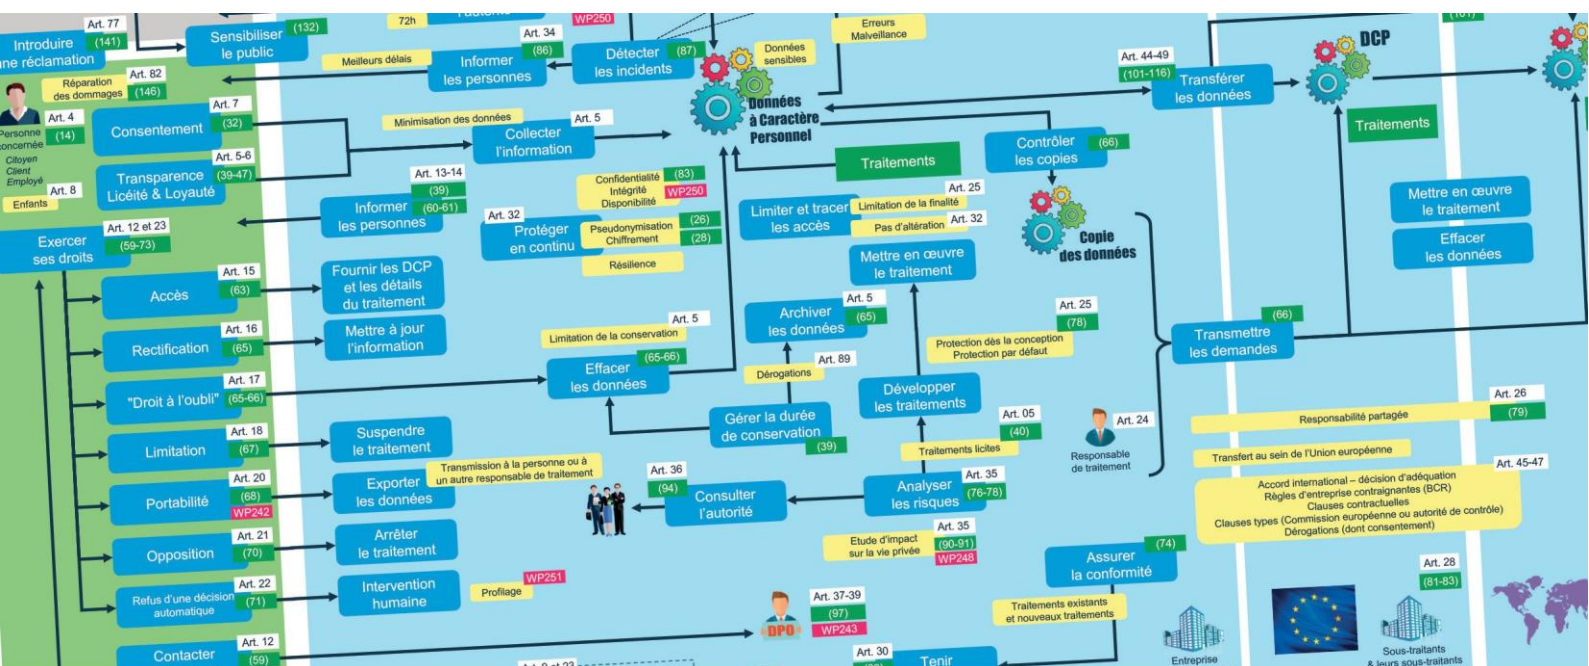 Art. 77
(141)
Introduire
une réclamation
Sensibiliser
le public
(132)
72h
WP250
Art. 34
(86)
Meilleurs délais
Informer
les personnes
Détecter
les incidents
(87)
Données
sensibles
Erreurs
Malveillance
Art. 44-49
(101-116)
Transférer
les données
DCP
Réparation
des dommages
Art. 82
(146)
Personne
concernée
Art. 4
(14)
Citoyen
Client
Employé
Art. 8
Enfants
Art. 7
(32)
Consentement
Art. 5-6
(39-47)
Transparence
Licéité & Loyauté
Minimisation des données
Collecter
l'information
Art. 5
Données
à Caractère
Personnel
Traitements
Contrôler
les copies
(66)
Traitements
Art. 12 et 23
(59-73)
Exercer
ses droits
Art. 13-14
(39)
(60-61)
Informer
les personnes
Art. 32
Protéger
en continu
Confidentialité
Intégrité
Disponibilité
(83)
WP250
Pseudonymisation
Chiffrement
(26)
(28)
Résilience
Limiter et tracer
les accès
Art. 25
Limitation de la finalité
Art. 32
Pas d'altération
Mettre en œuvre
le traitement
Copie
des données
Mettre en œuvre
le traitement
Effacer
les données
Art. 15
(63)
Accès
Fournir les DCP
et les détails
du traitement
Art. 16
(65)
Rectification
Mettre à jour
l'information
Art. 5
Limitation de la conservation
Archiver
les données
Art. 5
(65)
Art. 25
(78)
Protection dès la conception
Protection par défaut
Transmettre
les demandes
(66)
Art. 17
(65-66)
"Droit à l'oubli"
Effacer
les données
(65-66)
Art. 89
Dérogations
Développer
les traitements
Art. 18
(67)
Limitation
Suspendre
le traitement
Gérer la durée
de conservation
(39)
Art. 05
(40)
Traitements licites
Art. 24
Responsable
de traitement
Art. 26
(79)
Responsabilité partagée
Transfert au sein de l'Union européenne
Art. 45-47
Accord international – décision d'adéquation
Règles d'entreprise contraignantes (BCR)
Clauses contractuelles
Clauses types (Commission européenne ou autorité de contrôle)
Dérogations (dont consentement)
Art. 20
(68)
WP242
Portabilité
Exporter
les données
Transmission à la personne ou à
un autre responsable de traitement
Art. 36
(94)
Consulter
l'autorité
Analyser
les risques
Art. 35
(76-78)
Art. 21
(70)
Opposition
Arrêter
le traitement
Etude d'impact
sur la vie privée
Art. 35
(90-91)
WP248
Assurer
la conformité
(74)
Art. 22
(71)
Refus d'une décision
automatique
Intervention
humaine
Profilage
WP251
DPO
Art. 37-39
(97)
WP243
Traitements existants
et nouveaux traitements
Art. 28
(81-83)
Art. 12
(59)
Contacter
Art. 30
Tenir
Entreprise
Sous-traitants
& leurs sous-traitants